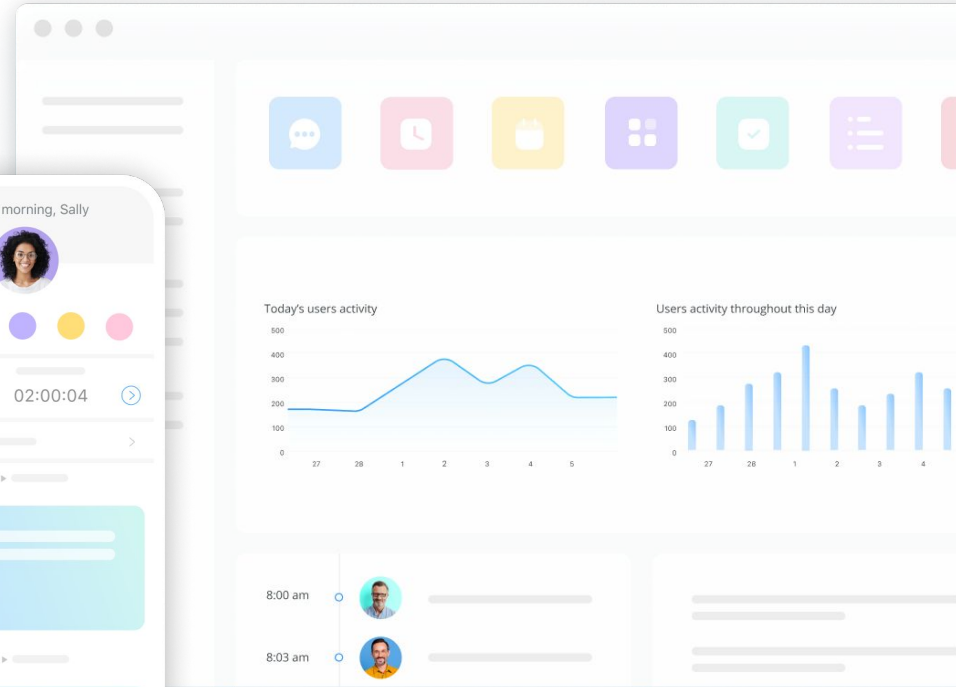 morning, Sally
02:00:04
Today's users activity
500
400
300
200
100
0
27 28 1 2 3 4 5
Users activity throughout this day
500
400
300
200
100
0
27 28 1 2 3 4
8:00 am
8:03 am